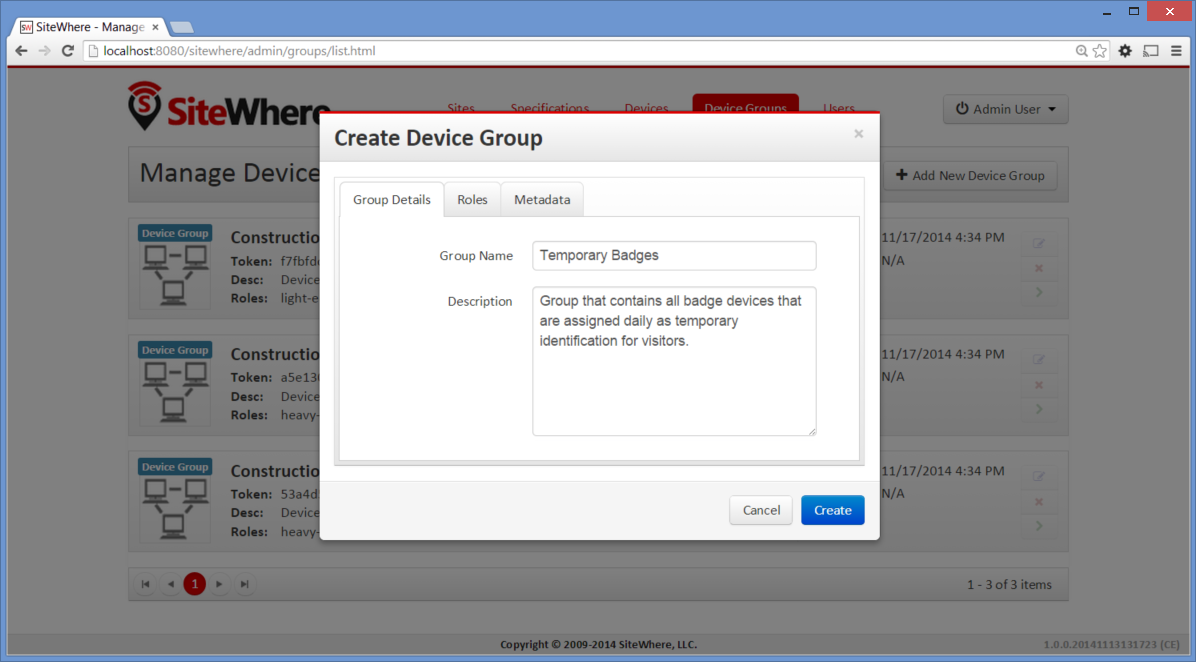 SW SiteWhere - Manage
localhost:8080/sitewhere/admin/groups/list.html
SiteWhere
Sites Specifications Devices Device Groups Users
Admin User
Create Device Group
Manage Device
Add New Device Group
Group Details Roles Metadata
Group Name Temporary Badges
Description Group that contains all badge devices that
are assigned daily as temporary
identification for visitors.
Device Group
Constructio
11/17/2014 4:34 PM
Token: f7fbfd
N/A
Desc: Device
Roles: light-e
Device Group
Constructio
11/17/2014 4:34 PM
Token: a5e13
N/A
Desc: Device
Roles: heavy-
Device Group
Constructio
11/17/2014 4:34 PM
Token: 53a4d
N/A
Desc: Device
Roles: heavy-
Cancel Create
1
1 - 3 of 3 items
Copyright © 2009-2014 SiteWhere, LLC.
1.0.0.20141113131723 (CE)